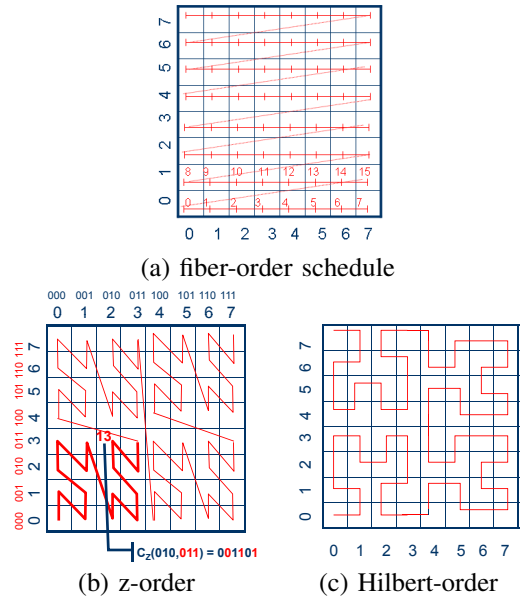 7
6
5
4
3
2
1
8 9 10 11 12 13 14 15
0
0 1 2 3 4 5 6 7
0 1 2 3 4 5 6 7
(a) fiber-order schedule
000 001 010 011 100 101 110 111
0 1 2 3 4 5 6 7
111 7
110 6
101 5
100 4
011 3
13
010 2
001 1
000 0
C_Z(010,011) = 001101
(b) z-order
7
6
5
4
3
2
1
0
0 1 2 3 4 5 6 7
(c) Hilbert-order